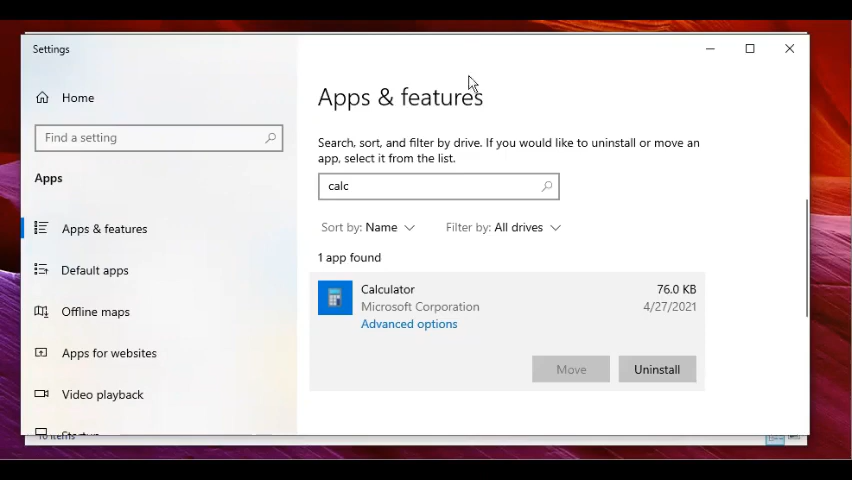 Settings
Home
Find a setting
Apps
Apps & features
Default apps
Offline maps
Apps for websites
Video playback
Startup
Apps & features
Search, sort, and filter by drive. If you would like to uninstall or move an
app, select it from the list.
calc
Sort by: Name
Filter by: All drives
1 app found
Calculator
76.0 KB
Microsoft Corporation
4/27/2021
Advanced options
Move
Uninstall